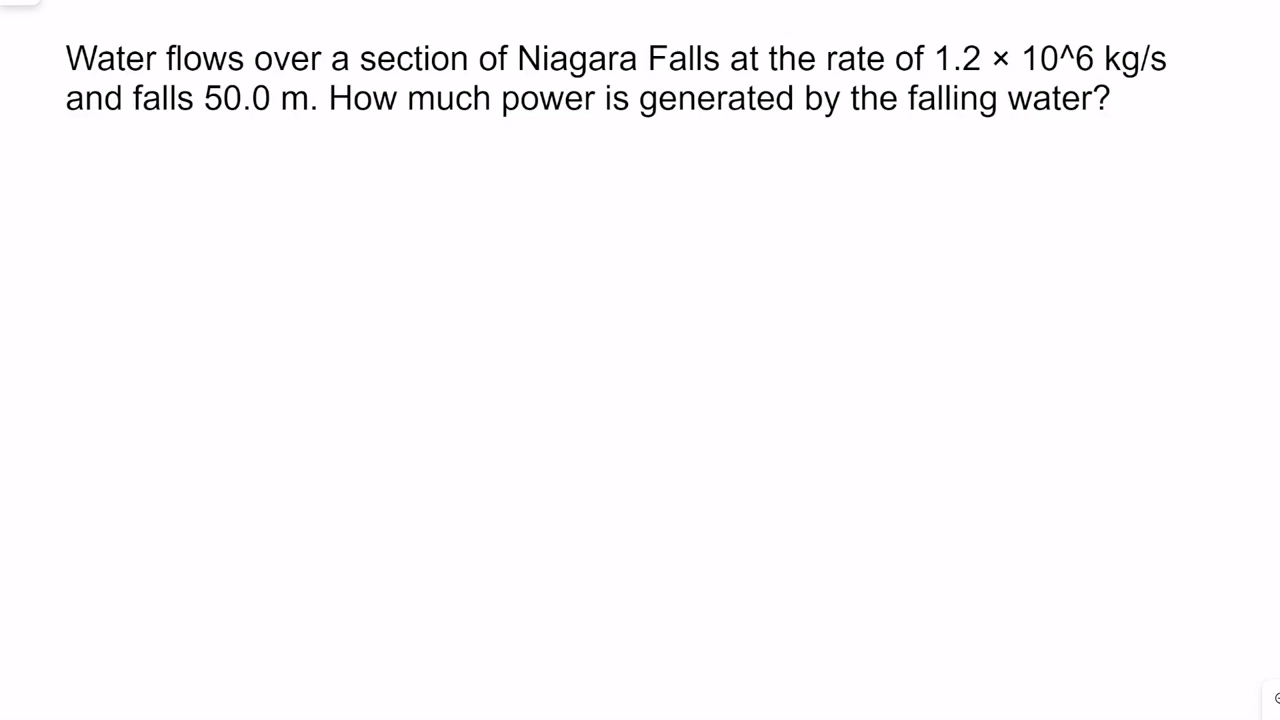 Water flows over a section of Niagara Falls at the rate of 1.2 × 10^6 kg/s
and falls 50.0 m. How much power is generated by the falling water?